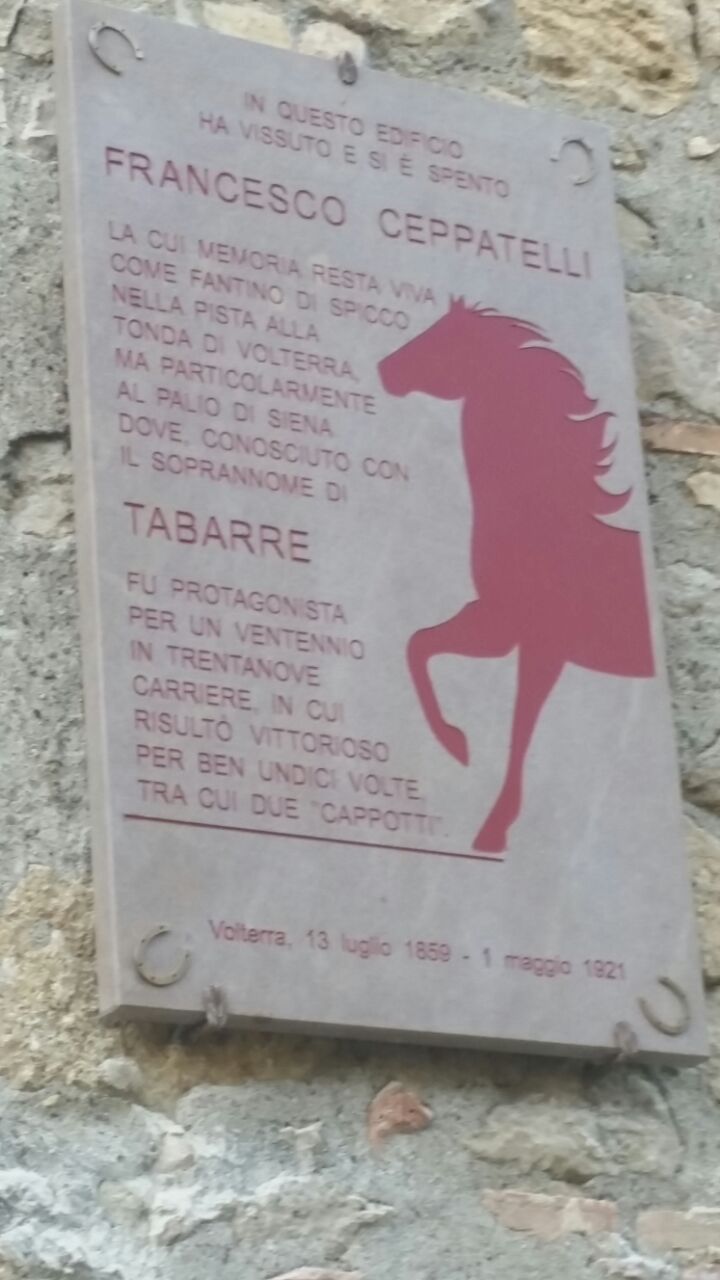 IN QUESTO EDIFICIO
HA VISSUTO E SI È SPENTO
FRANCESCO CEPPATELLI
LA CUI MEMORIA RESTA VIVA
COME FANTINO DI SPICCO
NELLA PISTA ALLA
TONDA DI VOLTERRA,
MA PARTICOLARMENTE
AL PALIO DI SIENA
DOVE, CONOSCIUTO CON
IL SOPRANNOME DI
TABARRE
FU PROTAGONISTA
PER UN VENTENNIO
IN TRENTANOVE
CARRIERE, IN CUI
RISULTÒ VITTORIOSO
PER BEN UNDICI VOLTE,
TRA CUI DUE "CAPPOTTI".
Volterra, 13 luglio 1859 - 1 maggio 1921